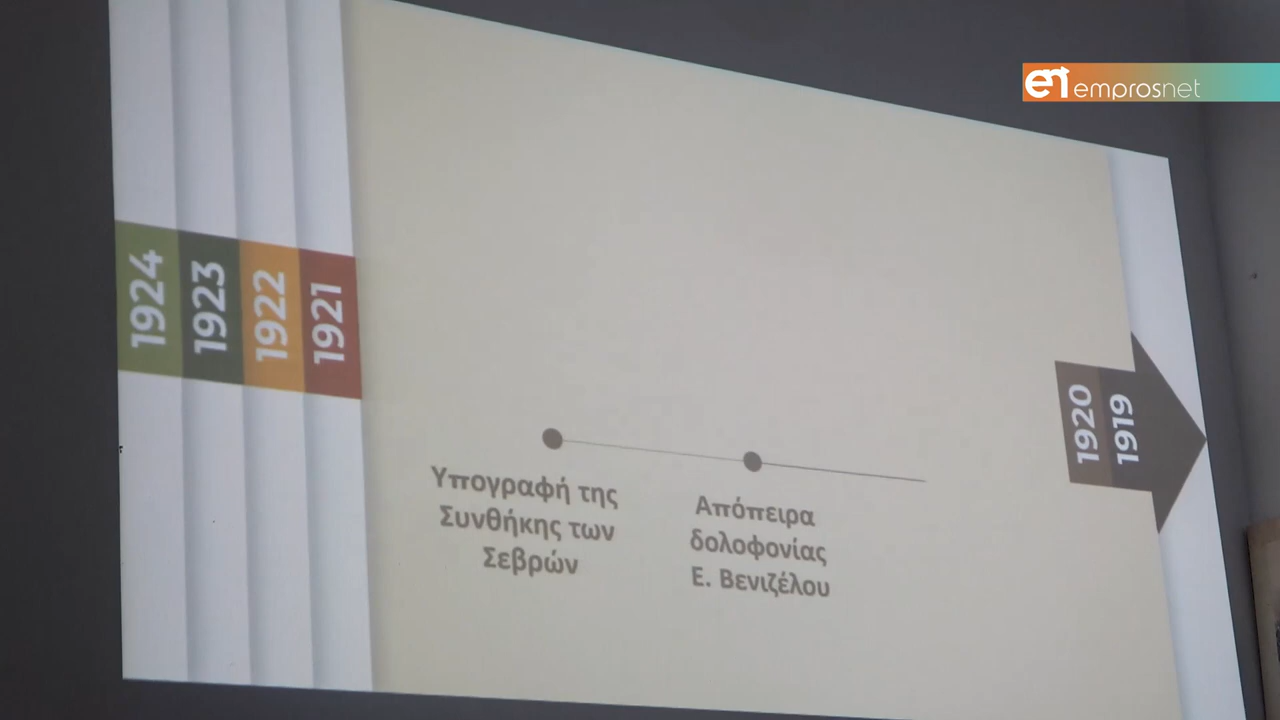 emprosnet
1924
1923
1922
1921
1920
1919
Υπογραφή της
Συνθήκης των
Σεβρών
Απόπειρα
δολοφονίας
Ε. Βενιζέλου